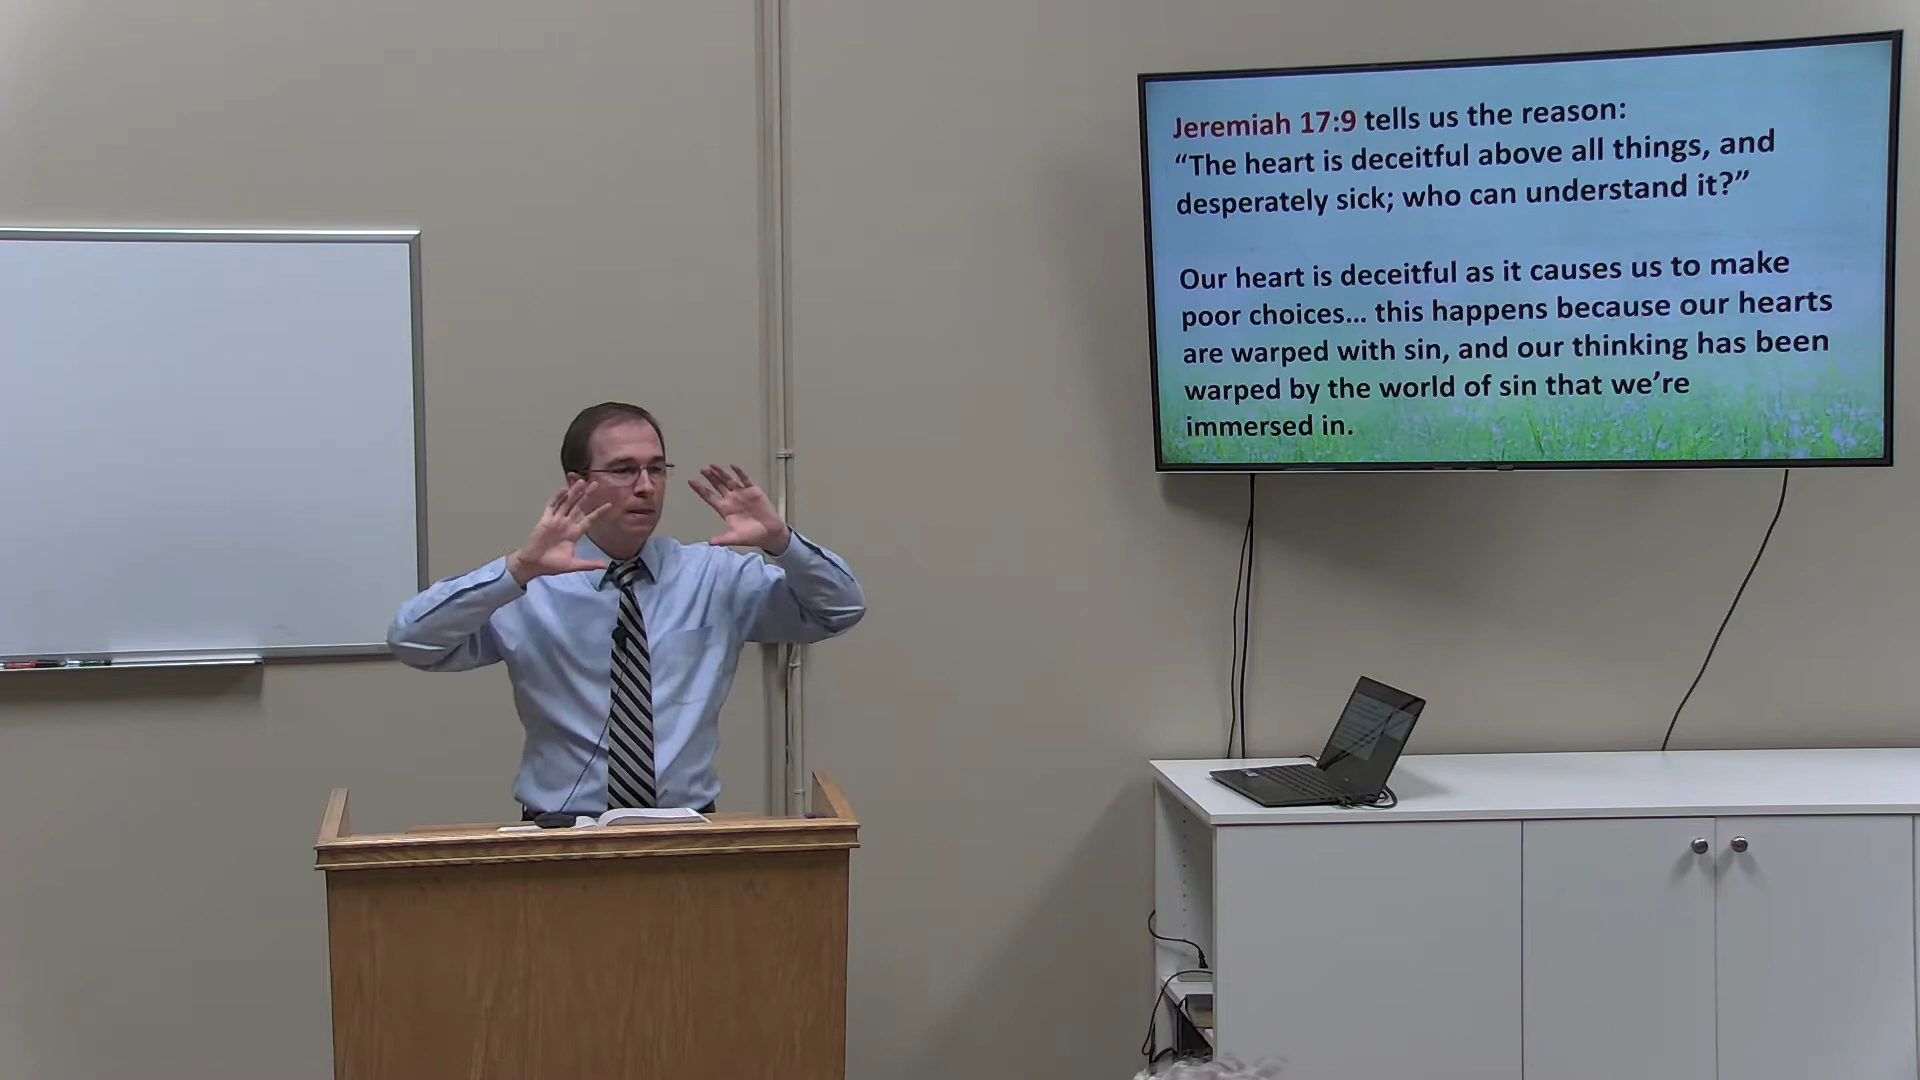 Jeremiah 17:9 tells us the reason:
“The heart is deceitful above all things, and
desperately sick; who can understand it?”
Our heart is deceitful as it causes us to make
poor choices... this happens because our hearts
are warped with sin, and our thinking has been
warped by the world of sin that we’re
immersed in.